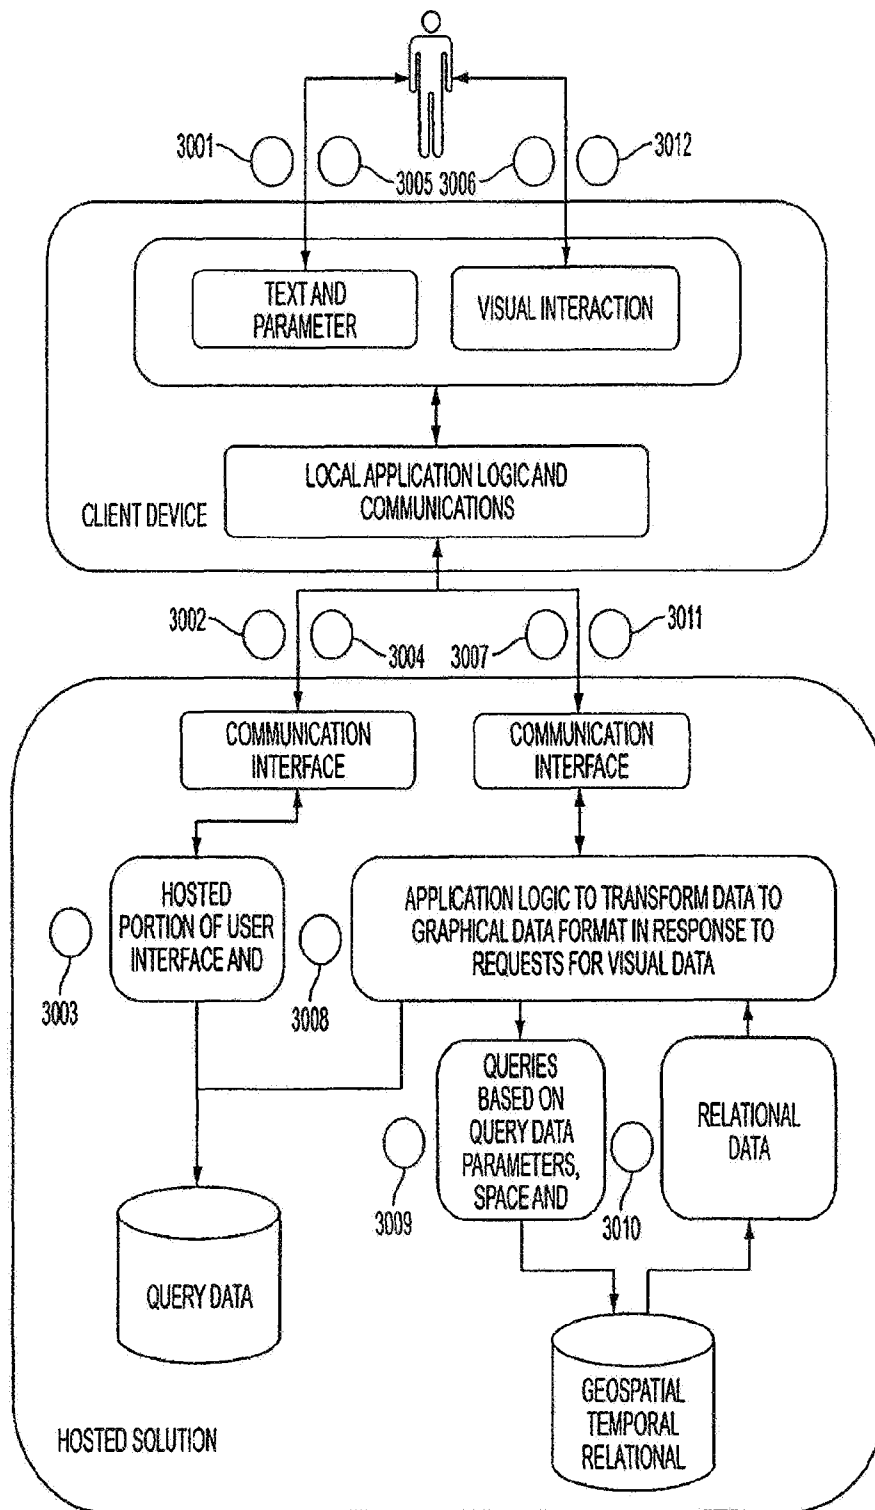 3001
3005
3006
3012
TEXT AND
PARAMETER
VISUAL INTERACTION
LOCAL APPLICATION LOGIC AND
COMMUNICATIONS
CLIENT DEVICE
3002
3004
3007
3011
COMMUNICATION
INTERFACE
COMMUNICATION
INTERFACE
HOSTED
PORTION OF USER
INTERFACE AND
3003
3008
APPLICATION LOGIC TO TRANSFORM DATA TO
GRAPHICAL DATA FORMAT IN RESPONSE TO
REQUESTS FOR VISUAL DATA
QUERIES
BASED ON
QUERY DATA
PARAMETERS,
SPACE AND
3009
3010
RELATIONAL
DATA
QUERY DATA
GEOSPATIAL
TEMPORAL
RELATIONAL
HOSTED SOLUTION